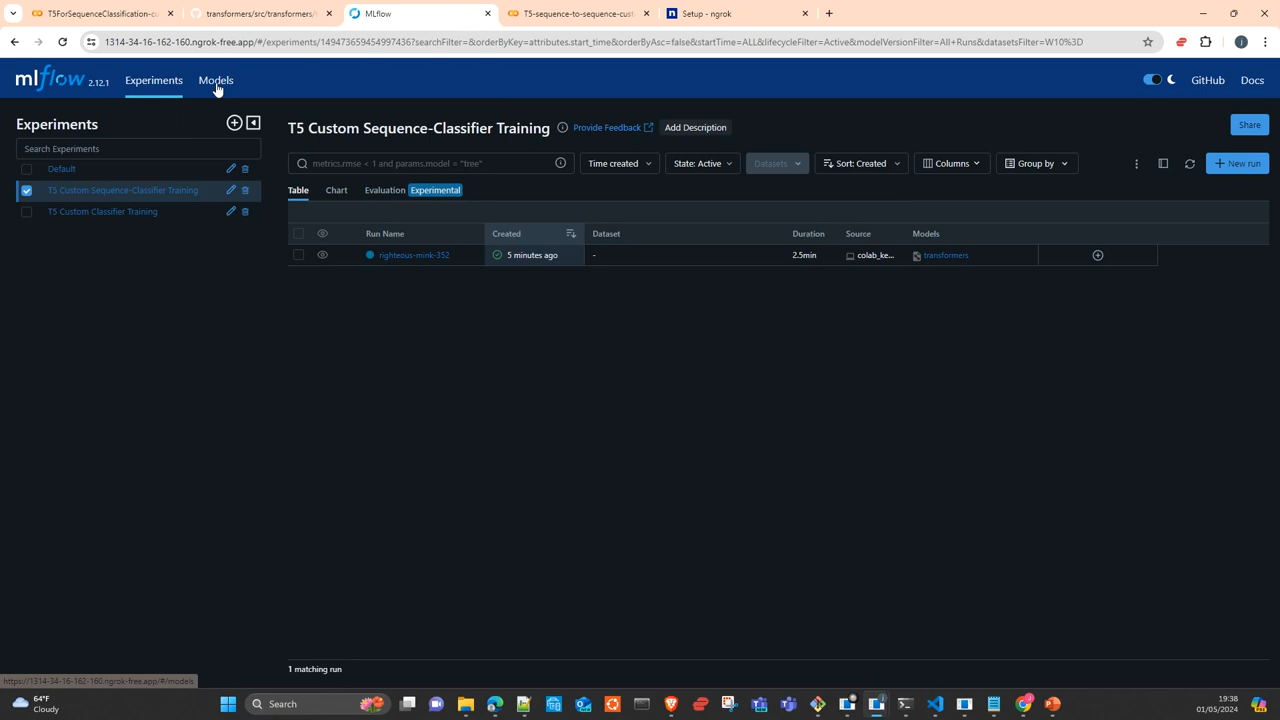 T5ForSequenceClassification-cu
transformers/src/transformers/
MLflow
T5-sequence-to-sequence-cust
Setup - ngrok
1314-34-16-162-160.ngrok-free.app/#/experiments/149473659454997436?searchFilter=&orderByKey=attributes.start_time&orderByAsc=false&startTime=ALL&lifecycleFilter=Active&modelVersionFilter=All+Runs&datasetsFilter=W10%3D
mlflow 2.12.1 Experiments Models GitHub Docs
Experiments
Search Experiments
Default
T5 Custom Sequence-Classifier Training
T5 Custom Classifier Training
T5 Custom Sequence-Classifier Training Provide Feedback Add Description Share
metrics.rmse < 1 and params.model = "tree" Time created State: Active Datasets Sort: Created Columns Group by New run
Table Chart Evaluation Experimental
Run Name Created Dataset Duration Source Models
righteous-mink-352 5 minutes ago - 2.5min colab_ke... transformers
1 matching run
https://1314-34-16-162-160.ngrok-free.app/#/models
64°F
Cloudy
Search
19:38
01/05/2024